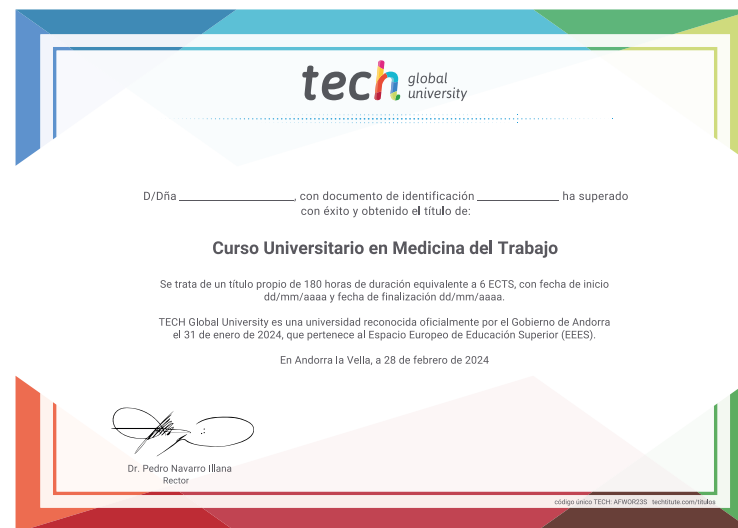 tech global
university
D/Dña ____________________, con documento de identificación ______________ ha superado
con éxito y obtenido el título de:
Curso Universitario en Medicina del Trabajo
Se trata de un título propio de 180 horas de duración equivalente a 6 ECTS, con fecha de inicio
dd/mm/aaaa y fecha de finalización dd/mm/aaaa.
TECH Global University es una universidad reconocida oficialmente por el Gobierno de Andorra
el 31 de enero de 2024, que pertenece al Espacio Europeo de Educación Superior (EEES).
En Andorra la Vella, a 28 de febrero de 2024
Dr. Pedro Navarro Illana
Rector
código único TECH: AFWOR23S techtitute.com/titulos